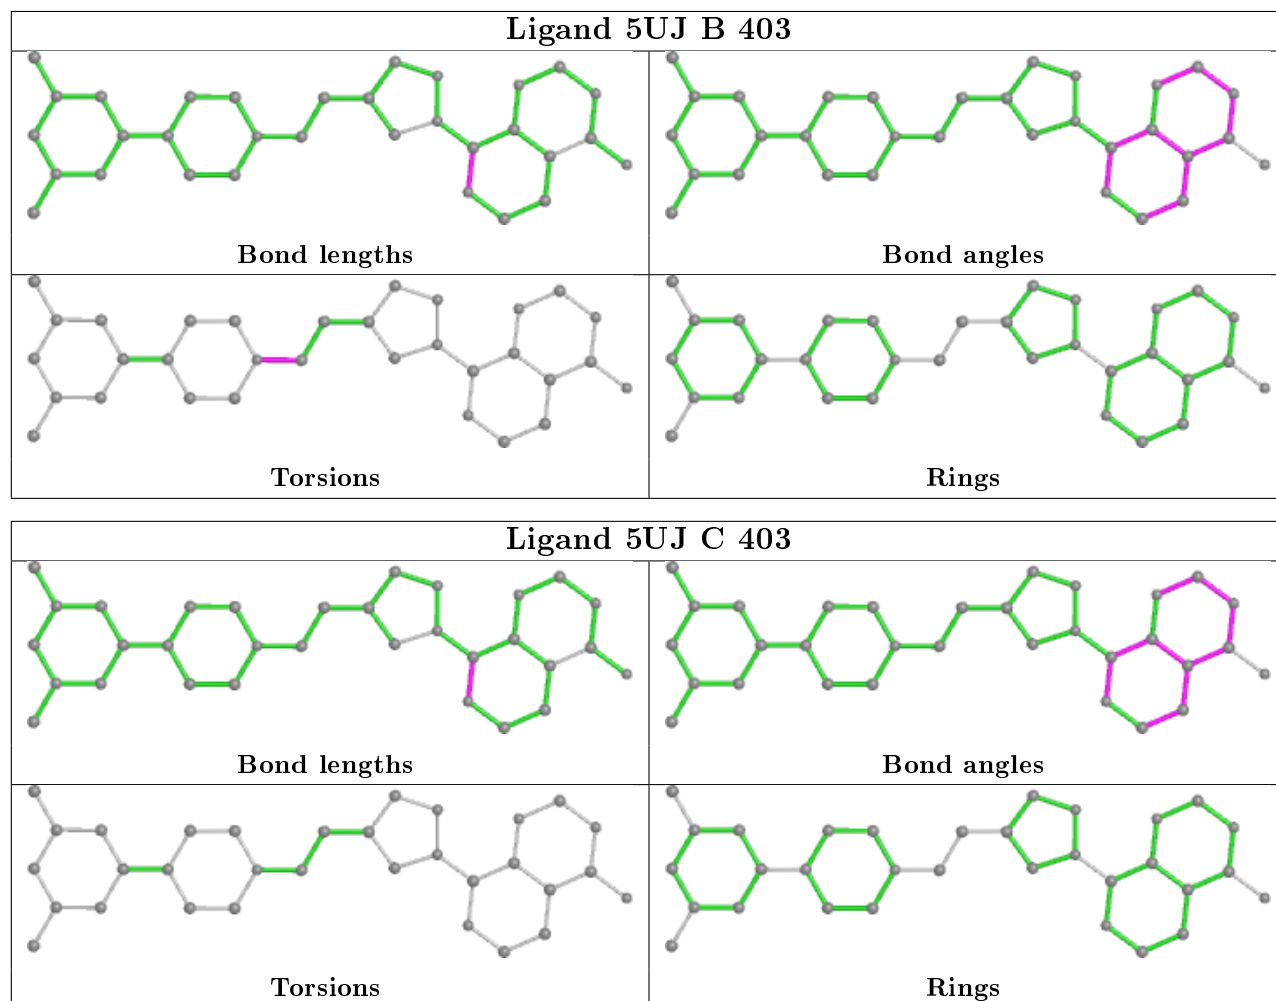 Ligand 5UJ B 403
Bond lengths
Bond angles
Torsions
Rings
Ligand 5UJ C 403
Bond lengths
Bond angles
Torsions
Rings